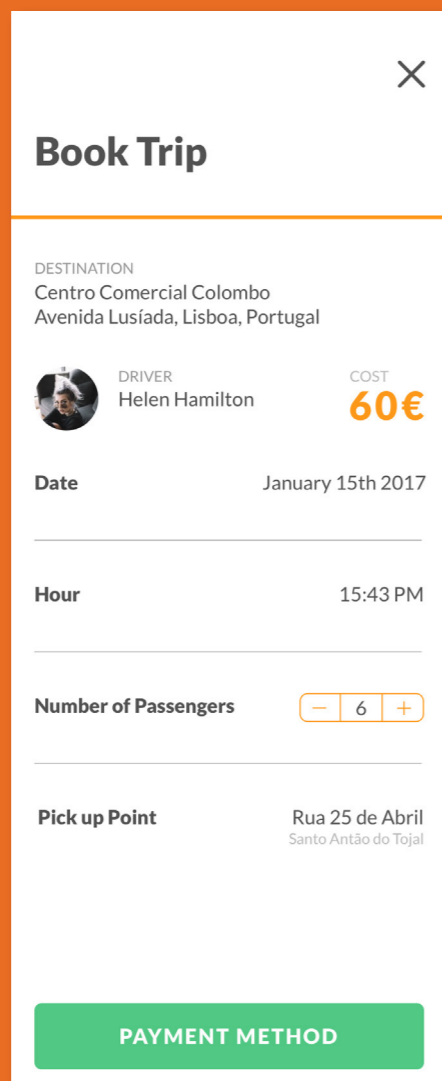 Book Trip
DESTINATION
Centro Comercial Colombo
Avenida Lusíada, Lisboa, Portugal
DRIVER
Helen Hamilton
COST
60€
Date
January 15th 2017
Hour
15:43 PM
Number of Passengers
− 6 +
Pick up Point
Rua 25 de Abril
Santo Antão do Tojal
PAYMENT METHOD